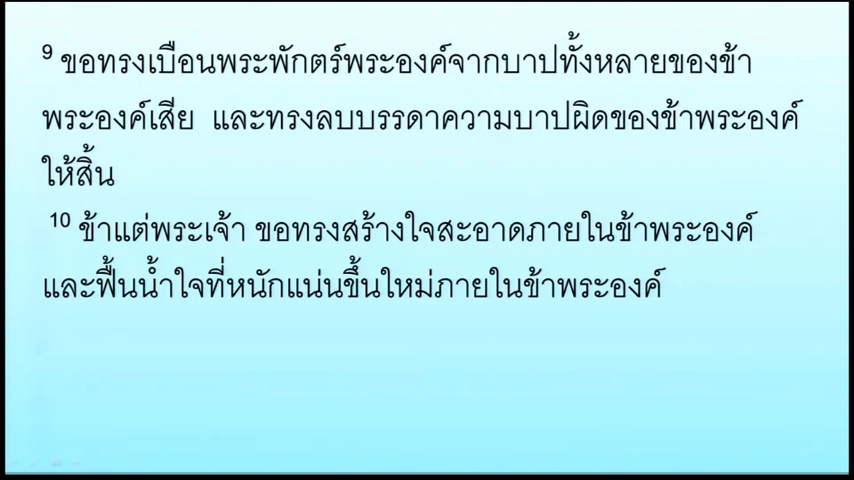 9 ขอทรงเบือนพระพักตร์พระองค์จากบาปทั้งหลายของข้า
พระองค์เสีย และทรงลบบรรดาความบาปผิดของข้าพระองค์
ให้สิ้น
10 ข้าแต่พระเจ้า ขอทรงสร้างใจสะอาดภายในข้าพระองค์
และฟื้นน้ำใจที่หนักแน่นขึ้นใหม่ภายในข้าพระองค์